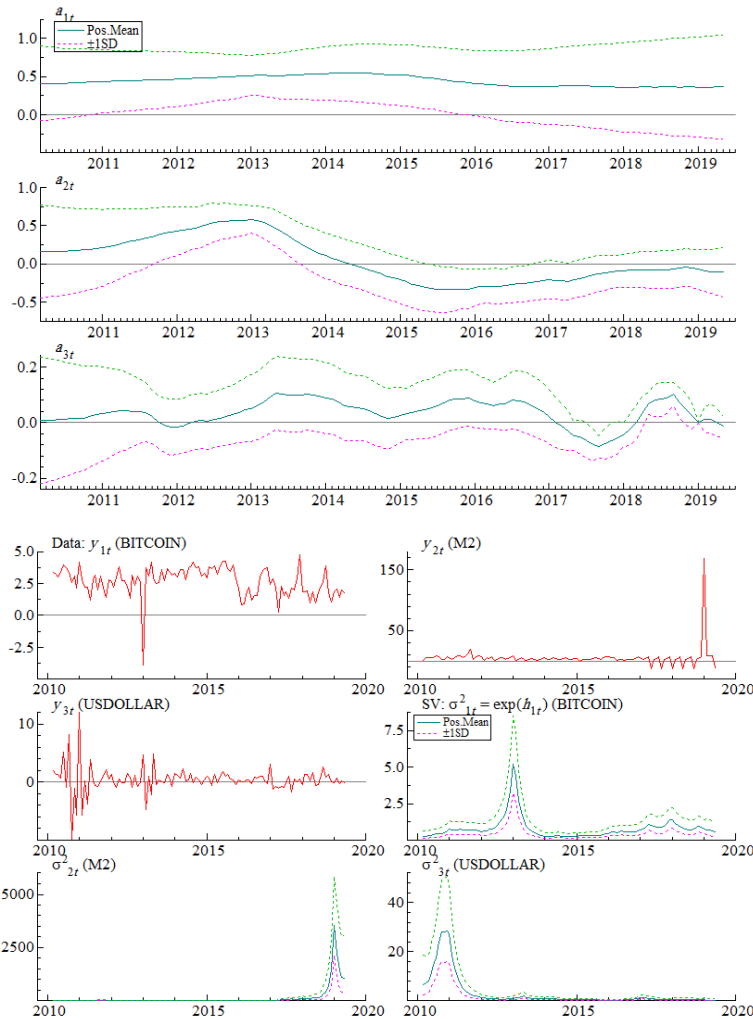 a1t
Pos.Mean
±1SD
1.0
0.5
0.0
2011 2012 2013 2014 2015 2016 2017 2018 2019
a2t
1.0
0.5
0.0
-0.5
2011 2012 2013 2014 2015 2016 2017 2018 2019
a3t
0.2
0.0
-0.2
2011 2012 2013 2014 2015 2016 2017 2018 2019
Data: y1t (BITCOIN)
5.0
2.5
0.0
-2.5
2010 2015 2020
y2t (M2)
150
50
2010 2015 2020
y3t (USDOLLAR)
10
0
2010 2015 2020
SV: σ²1t = exp(h1t) (BITCOIN)
Pos.Mean
±1SD
7.5
5.0
2.5
2010 2015 2020
σ²2t (M2)
5000
2500
2010 2015 2020
σ²3t (USDOLLAR)
40
20
2010 2015 2020